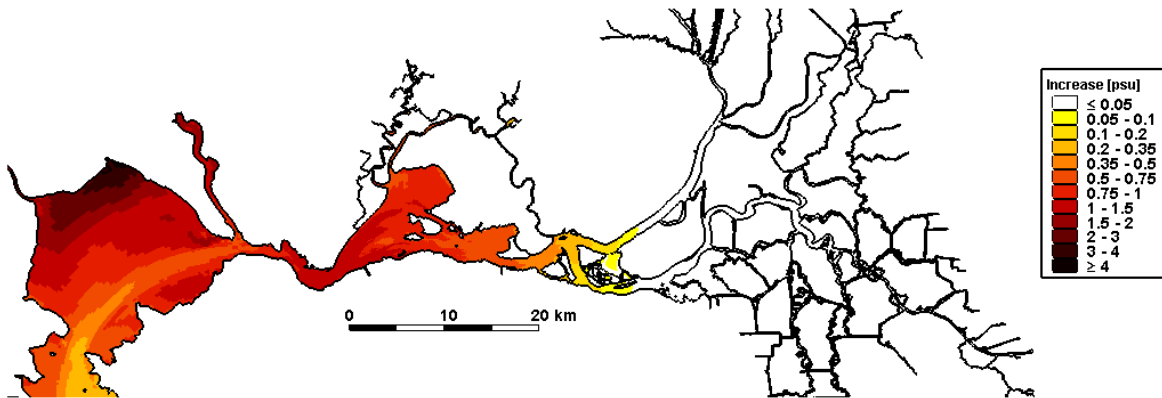 Increase [psu]
≤ 0.05
0.05 - 0.1
0.1 - 0.2
0.2 - 0.35
0.35 - 0.5
0.5 - 0.75
0.75 - 1
1 - 1.5
1.5 - 2
2 - 3
3 - 4
≥ 4
0 10 20 km